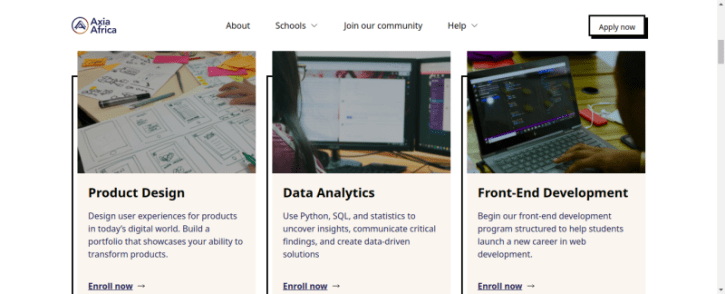 Axia
Africa
About
Schools
Join our community
Help
Apply now
Product Design
Design user experiences for products
in today's digital world. Build a
portfolio that showcases your ability to
transform products.
Enroll now →
Data Analytics
Use Python, SQL, and statistics to
uncover insights, communicate critical
findings, and create data-driven
solutions
Enroll now →
Front-End Development
Begin our front-end development
program structured to help students
launch a new career in web
development.
Enroll now →